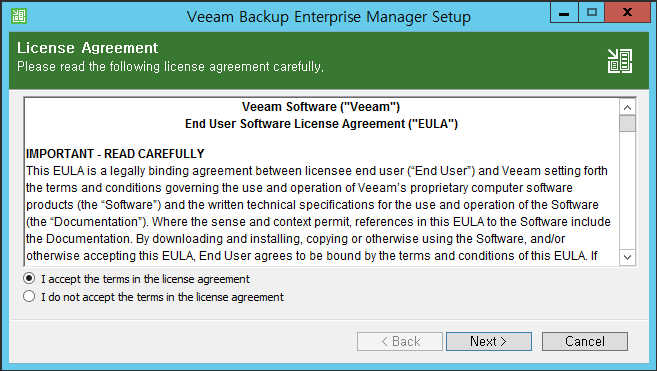 Veeam Backup Enterprise Manager Setup
License Agreement
Please read the following license agreement carefully,
Veeam Software ("Veeam")
End User Software License Agreement ("EULA")
IMPORTANT - READ CAREFULLY
This EULA is a legally binding agreement between licensee end user (“End User”) and Veeam setting forth
the terms and conditions governing the use and operation of Veeam’s proprietary computer software
products (the “Software”) and the written technical specifications for the use and operation of the Software
(the “Documentation”). Where the sense and context permit, references in this EULA to the Software include
the Documentation. By downloading and installing, copying or otherwise using the Software, and/or
otherwise accepting this EULA, End User agrees to be bound by the terms and conditions of this EULA. If
I accept the terms in the license agreement
I do not accept the terms in the license agreement
< Back Next > Cancel